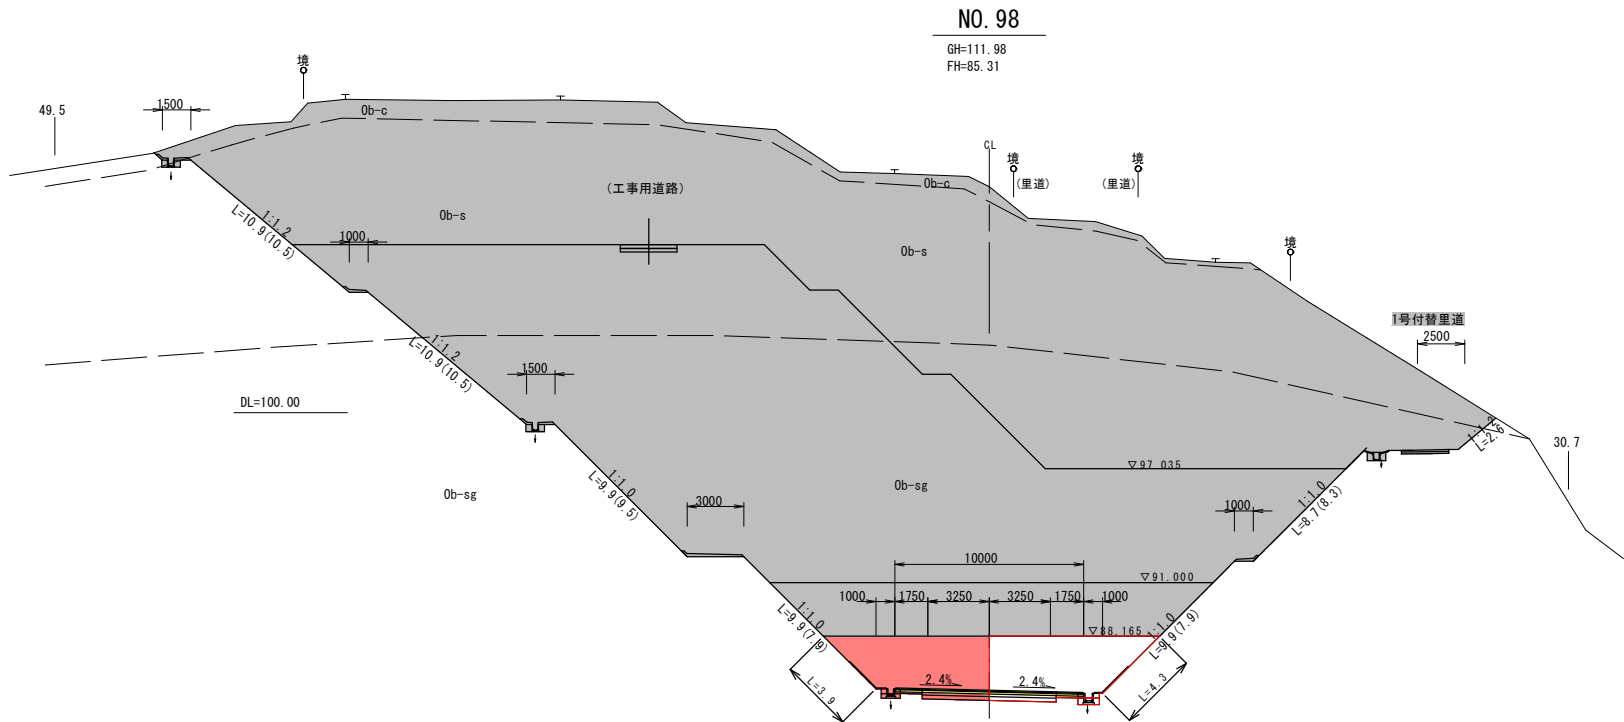 NO.98
GH=111.98
FH=85.31
境
49.5
1500
Ob-c
CL
境
(里道)
境
(里道)
Ob-c
(工事用道路)
Ob-s
1:1.2
L=10.9(10.5)
1000
Ob-s
境
1号付替里道
2500
1:1.2
L=10.9(10.5)
1500
DL=100.00
1:1.2
L=2.6
30.7
▽97.035
Ob-sg
Ob-sg
1:1.0
L=9.9(9.5)
3000
1:1.0
L=8.7(8.3)
1000
10000
▽91.000
1000
1750
3250
3250
1750
1000
1:1.0
L=9.9(7.9)
▽88.165
1:1.0
L=9.9(7.9)
2.4%
2.4%
L=3.9
L=4.3